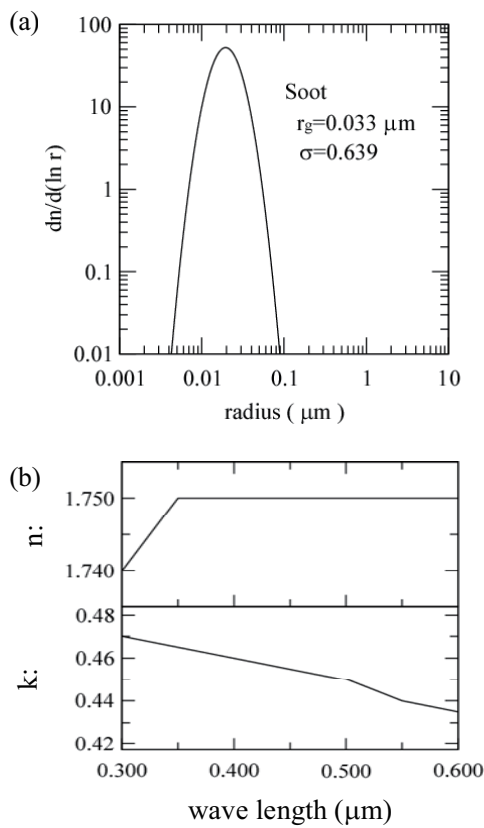 (a)
100
10
1
0.1
0.01
dn/d(ln r)
Soot
rg=0.033 μm
σ=0.639
0.001 0.01 0.1 1 10
radius ( μm )
(b)
1.750
1.740
n:
0.48
0.46
0.44
0.42
k:
0.300 0.400 0.500 0.600
wave length (μm)